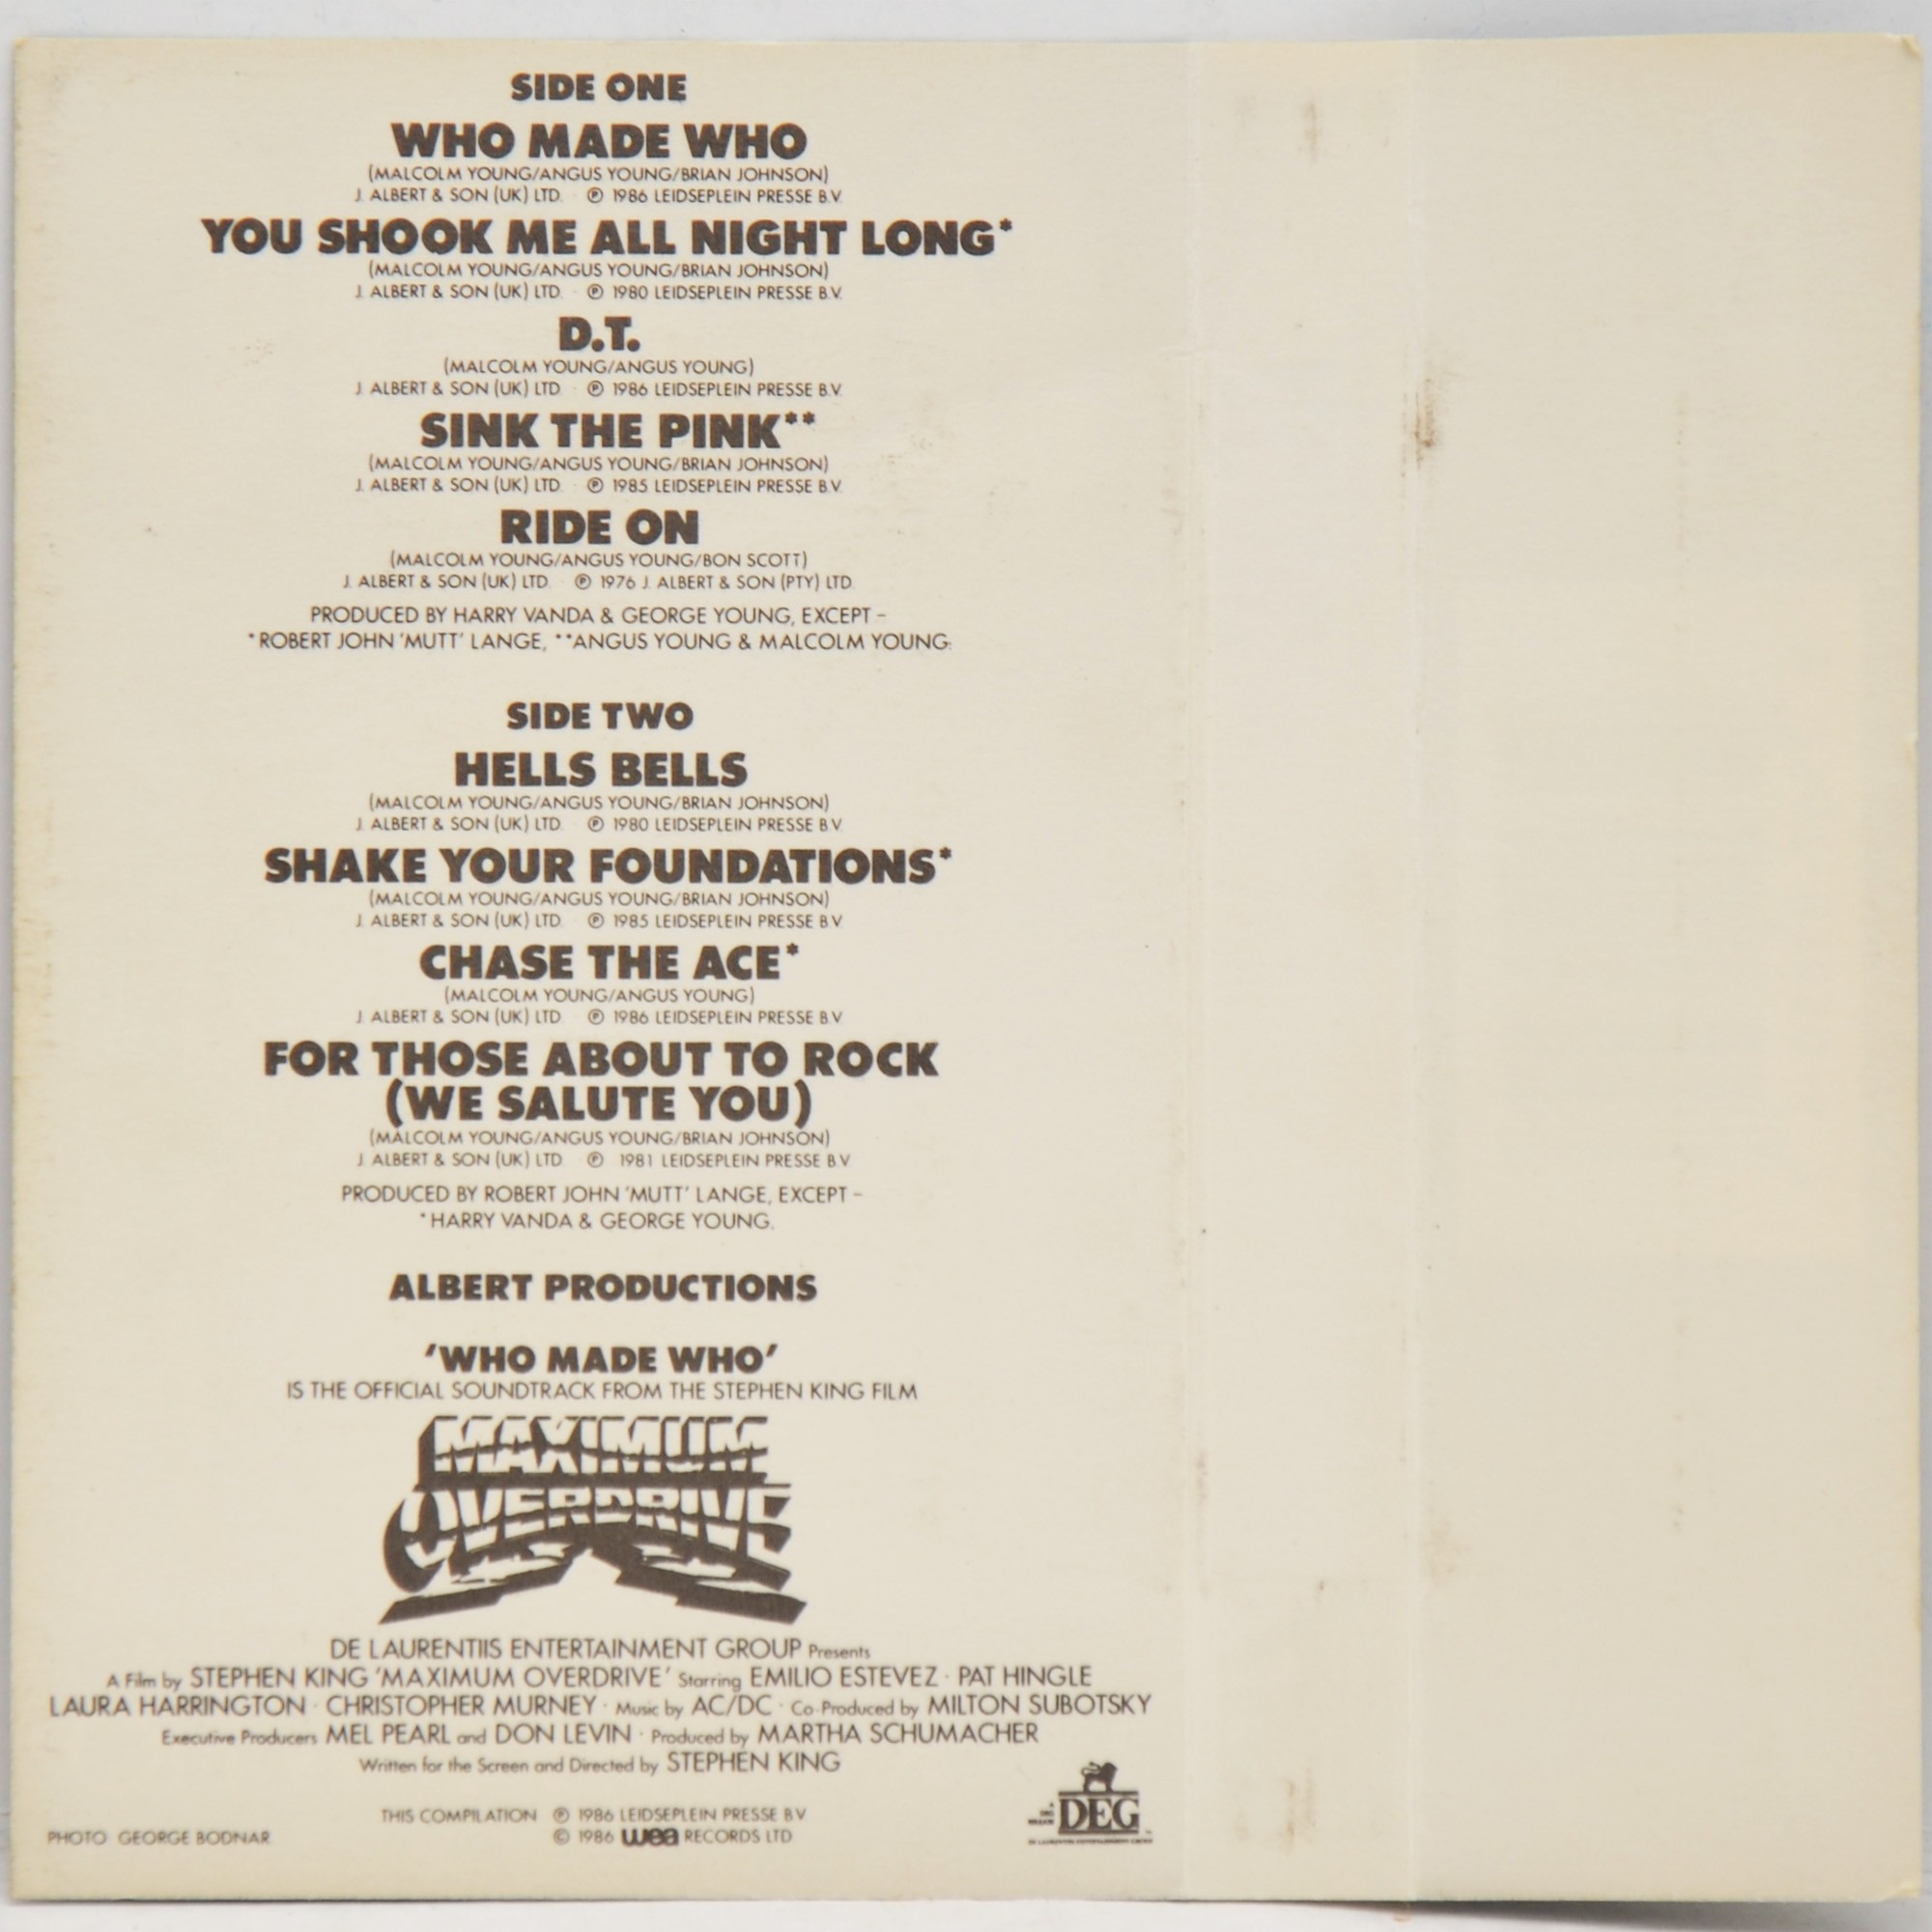 SIDE ONE
WHO MADE WHO
(MALCOLM YOUNG/ANGUS YOUNG/BRIAN JOHNSON)
J. ALBERT & SON (UK) LTD. · ℗ 1986 LEIDSEPLEIN PRESSE B.V.
YOU SHOOK ME ALL NIGHT LONG*
(MALCOLM YOUNG/ANGUS YOUNG/BRIAN JOHNSON)
J. ALBERT & SON (UK) LTD. · ℗ 1980 LEIDSEPLEIN PRESSE B.V.
D.T.
(MALCOLM YOUNG/ANGUS YOUNG)
J. ALBERT & SON (UK) LTD. · ℗ 1986 LEIDSEPLEIN PRESSE B.V.
SINK THE PINK**
(MALCOLM YOUNG/ANGUS YOUNG/BRIAN JOHNSON)
J. ALBERT & SON (UK) LTD. · ℗ 1985 LEIDSEPLEIN PRESSE B.V.
RIDE ON
(MALCOLM YOUNG/ANGUS YOUNG/BON SCOTT)
J. ALBERT & SON (UK) LTD. · ℗ 1976 J. ALBERT & SON (PTY) LTD.
PRODUCED BY HARRY VANDA & GEORGE YOUNG, EXCEPT –
*ROBERT JOHN 'MUTT' LANGE, **ANGUS YOUNG & MALCOLM YOUNG.
SIDE TWO
HELLS BELLS
(MALCOLM YOUNG/ANGUS YOUNG/BRIAN JOHNSON)
J. ALBERT & SON (UK) LTD. · ℗ 1980 LEIDSEPLEIN PRESSE B.V.
SHAKE YOUR FOUNDATIONS*
(MALCOLM YOUNG/ANGUS YOUNG/BRIAN JOHNSON)
J. ALBERT & SON (UK) LTD. · ℗ 1985 LEIDSEPLEIN PRESSE B.V.
CHASE THE ACE*
(MALCOLM YOUNG/ANGUS YOUNG)
J. ALBERT & SON (UK) LTD. · ℗ 1986 LEIDSEPLEIN PRESSE B.V.
FOR THOSE ABOUT TO ROCK
(WE SALUTE YOU)
(MALCOLM YOUNG/ANGUS YOUNG/BRIAN JOHNSON)
J. ALBERT & SON (UK) LTD. · ℗ 1981 LEIDSEPLEIN PRESSE B.V.
PRODUCED BY ROBERT JOHN 'MUTT' LANGE, EXCEPT –
*HARRY VANDA & GEORGE YOUNG.
ALBERT PRODUCTIONS
'WHO MADE WHO'
IS THE OFFICIAL SOUNDTRACK FROM THE STEPHEN KING FILM
MAXIMUM
OVERDRIVE
DE LAURENTIIS ENTERTAINMENT GROUP Presents
A Film by STEPHEN KING 'MAXIMUM OVERDRIVE' Starring EMILIO ESTEVEZ · PAT HINGLE
LAURA HARRINGTON · CHRISTOPHER MURNEY · Music by AC/DC · Co-Produced by MILTON SUBOTSKY
Executive Producers MEL PEARL and DON LEVIN · Produced by MARTHA SCHUMACHER
Written for the Screen and Directed by STEPHEN KING
THIS COMPILATION ℗ 1986 LEIDSEPLEIN PRESSE B.V.
© 1986 wea RECORDS LTD
PHOTO GEORGE BODNAR
DEG